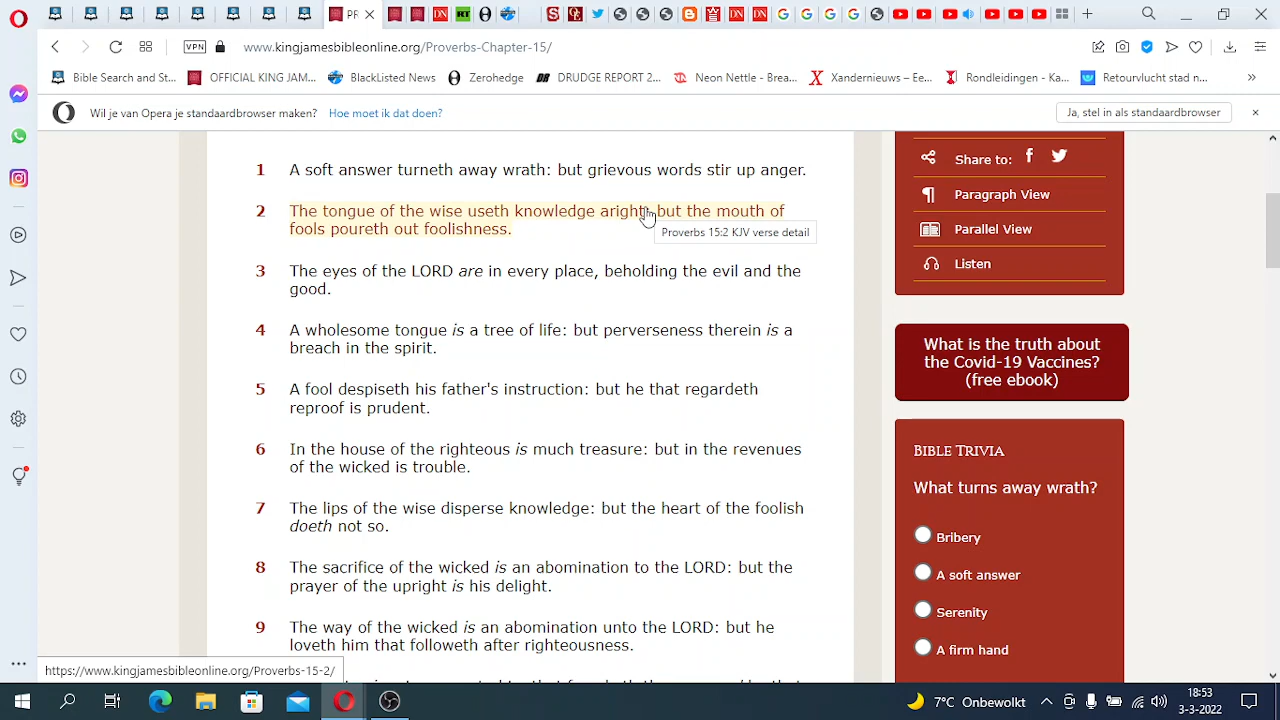 PR
www.kingjamesbibleonline.org/Proverbs-Chapter-15/
VPN
Bible Search and St...
OFFICIAL KING JAM...
BlackListed News
Zerohedge
DRUDGE REPORT 2...
Neon Nettle - Brea...
Xandernieuws – Ee...
Rondleidingen - Ka...
Retourvlucht stad n...
Wil je van Opera je standaardbrowser maken?
Hoe moet ik dat doen?
Ja, stel in als standaardbrowser
1 A soft answer turneth away wrath: but grievous words stir up anger.
2 The tongue of the wise useth knowledge aright: but the mouth of
fools poureth out foolishness.
Proverbs 15:2 KJV verse detail
3 The eyes of the LORD are in every place, beholding the evil and the
good.
4 A wholesome tongue is a tree of life: but perverseness therein is a
breach in the spirit.
5 A fool despiseth his father's instruction: but he that regardeth
reproof is prudent.
6 In the house of the righteous is much treasure: but in the revenues
of the wicked is trouble.
7 The lips of the wise disperse knowledge: but the heart of the foolish
doeth not so.
8 The sacrifice of the wicked is an abomination to the LORD: but the
prayer of the upright is his delight.
9 The way of the wicked is an abomination unto the LORD: but he
loveth him that followeth after righteousness.
Share to:
Paragraph View
Parallel View
Listen
What is the truth about
the Covid-19 Vaccines?
(free ebook)
BIBLE TRIVIA
What turns away wrath?
Bribery
A soft answer
Serenity
A firm hand
https://www.kingjamesbibleonline.org/Proverbs-15-2/
7°C Onbewolkt
18:53
3-3-2022